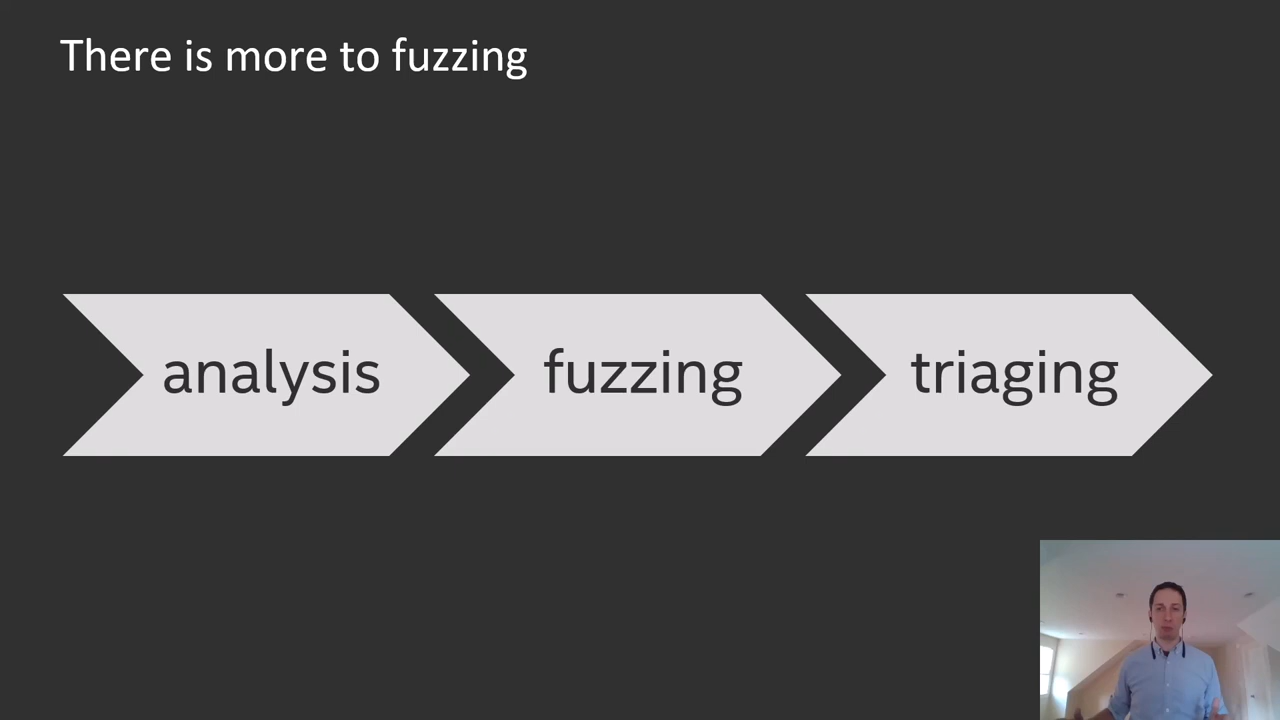 There is more to fuzzing
analysis
fuzzing
triaging